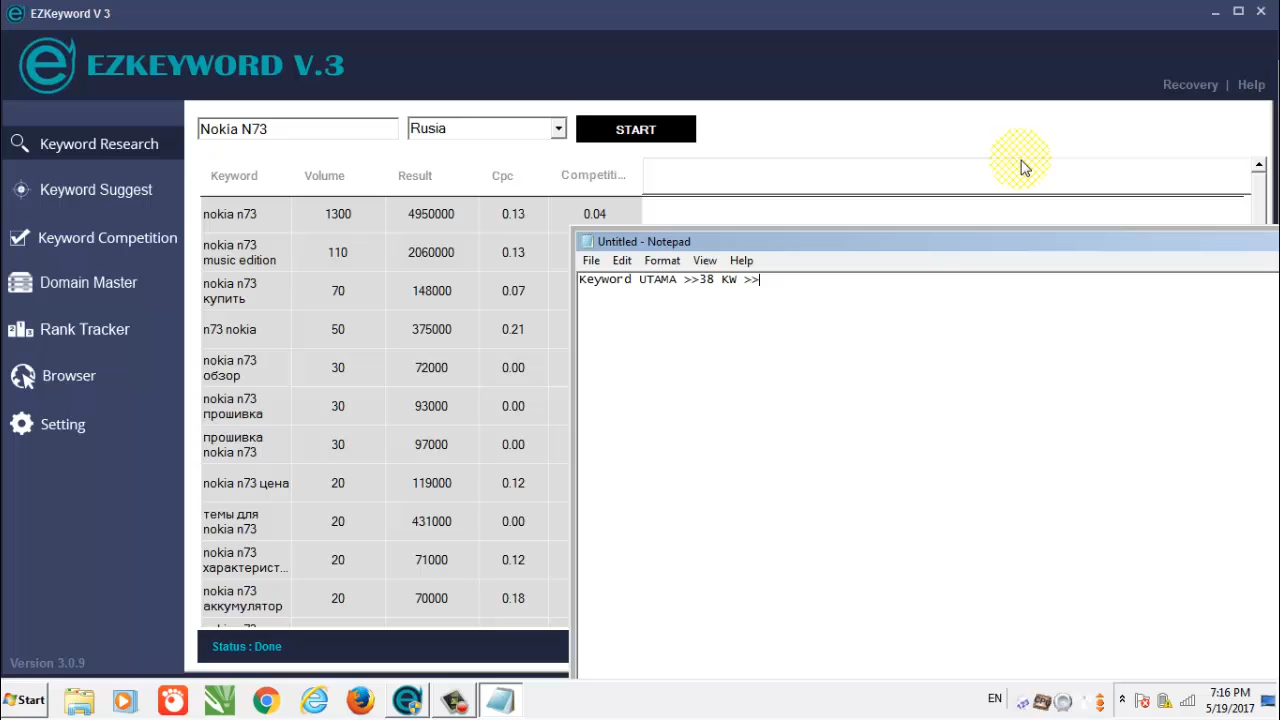 EZKeyword V 3
EZKEYWORD V.3
Recovery | Help
Keyword Research
Keyword Suggest
Keyword Competition
Domain Master
Rank Tracker
Browser
Setting
Version 3.0.9
Nokia N73 Rusia START
Keyword Volume Result Cpc Competiti...
nokia n73 1300 4950000 0.13 0.04
nokia n73
music edition 110 2060000 0.13
nokia n73
купить 70 148000 0.07
n73 nokia 50 375000 0.21
nokia n73
обзор 30 72000 0.00
nokia n73
прошивка 30 93000 0.00
прошивка
nokia n73 30 97000 0.00
nokia n73 цена 20 119000 0.12
темы для
nokia n73 20 431000 0.00
nokia n73
характерист... 20 71000 0.12
nokia n73
аккумулятор 20 70000 0.18
Status : Done
Untitled - Notepad
File Edit Format View Help
Keyword UTAMA >>38 KW >>
Start
EN
7:16 PM
5/19/2017